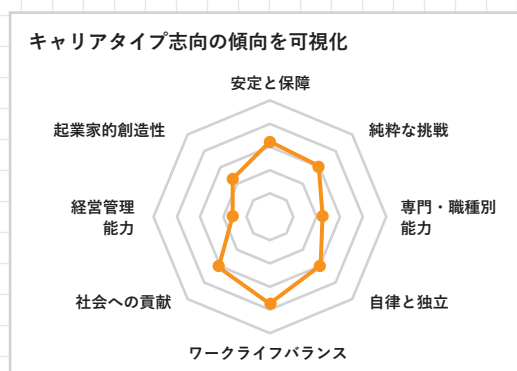 キャリアタイプ志向の傾向を可視化
安定と保障
起業家的創造性
純粋な挑戦
経営管理
能力
専門・職種別
能力
社会への貢献
自律と独立
ワークライフバランス